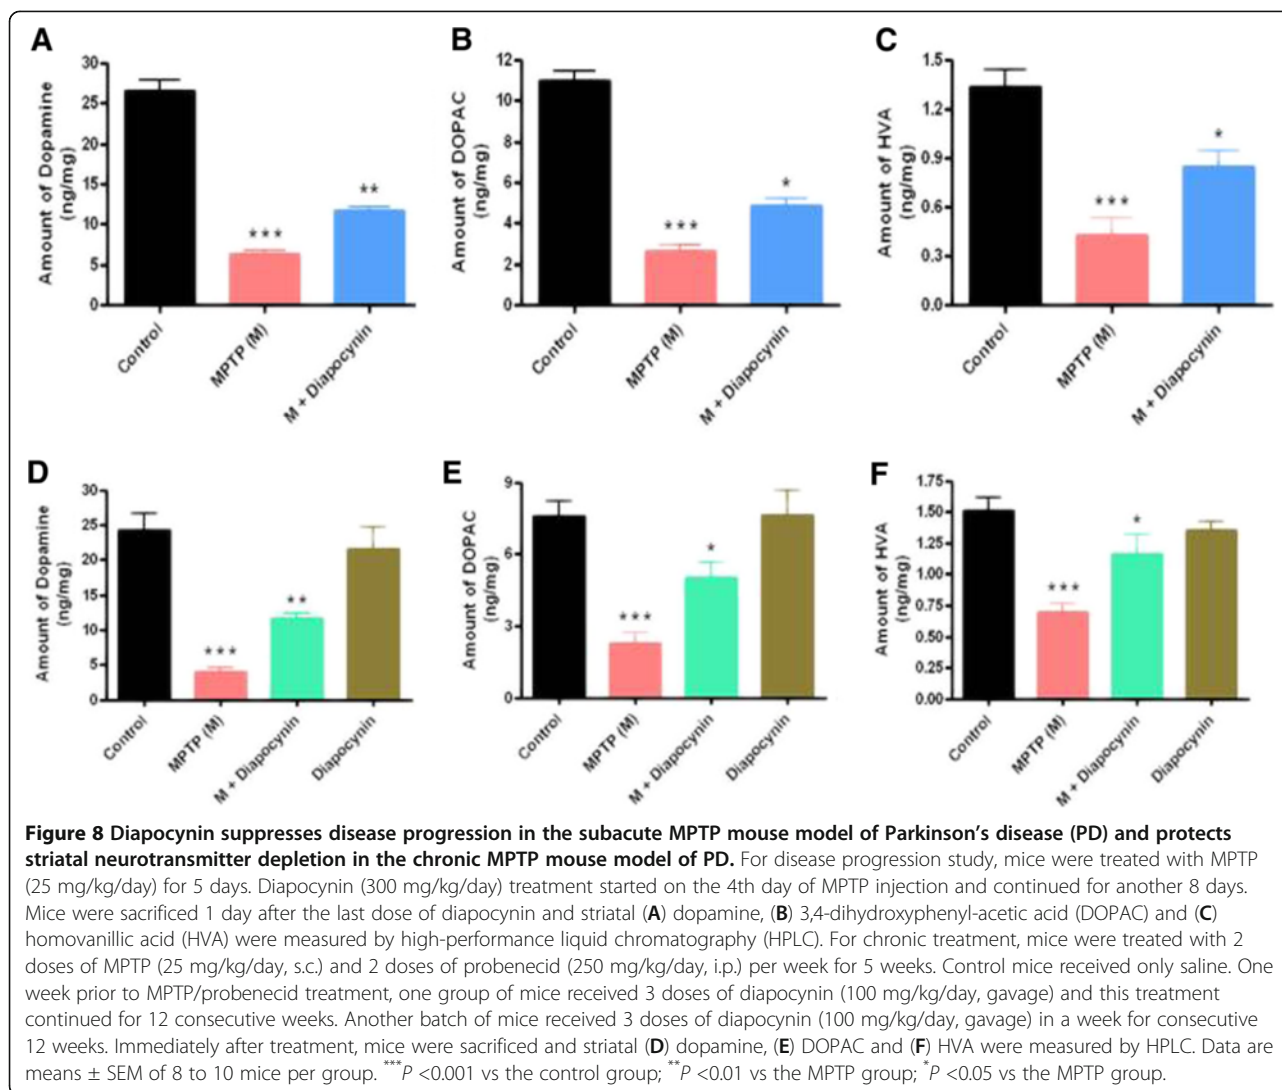 A
Amount of Dopamine
(ng/mg)
30
25
20
15
10
5
0
***
**
Control
MPTP (M)
M + Diapocynin
B
Amount of DOPAC
(ng/mg)
12
10
8
6
4
2
0
***
*
Control
MPTP (M)
M + Diapocynin
C
Amount of HVA
(ng/mg)
1.5
1.2
0.9
0.6
0.3
0.0
***
*
Control
MPTP (M)
M + Diapocynin
D
Amount of Dopamine
(ng/mg)
30
25
20
15
10
5
0
***
**
Control
MPTP (M)
M + Diapocynin
Diapocynin
E
Amount of DOPAC
(ng/mg)
9
6
3
0
***
*
Control
MPTP (M)
M + Diapocynin
Diapocynin
F
Amount of HVA
(ng/mg)
1.75
1.50
1.25
1.00
0.75
0.50
0.25
0.00
***
*
Control
MPTP (M)
M + Diapocynin
Diapocynin
Figure 8 Diapocynin suppresses disease progression in the subacute MPTP mouse model of Parkinson's disease (PD) and protects
striatal neurotransmitter depletion in the chronic MPTP mouse model of PD. For disease progression study, mice were treated with MPTP
(25 mg/kg/day) for 5 days. Diapocynin (300 mg/kg/day) treatment started on the 4th day of MPTP injection and continued for another 8 days.
Mice were sacrificed 1 day after the last dose of diapocynin and striatal (A) dopamine, (B) 3,4-dihydroxyphenyl-acetic acid (DOPAC) and (C)
homovanillic acid (HVA) were measured by high-performance liquid chromatography (HPLC). For chronic treatment, mice were treated with 2
doses of MPTP (25 mg/kg/day, s.c.) and 2 doses of probenecid (250 mg/kg/day, i.p.) per week for 5 weeks. Control mice received only saline. One
week prior to MPTP/probenecid treatment, one group of mice received 3 doses of diapocynin (100 mg/kg/day, gavage) and this treatment
continued for 12 consecutive weeks. Another batch of mice received 3 doses of diapocynin (100 mg/kg/day, gavage) in a week for consecutive
12 weeks. Immediately after treatment, mice were sacrificed and striatal (D) dopamine, (E) DOPAC and (F) HVA were measured by HPLC. Data are
means ± SEM of 8 to 10 mice per group. ***P <0.001 vs the control group; **P <0.01 vs the MPTP group; *P <0.05 vs the MPTP group.